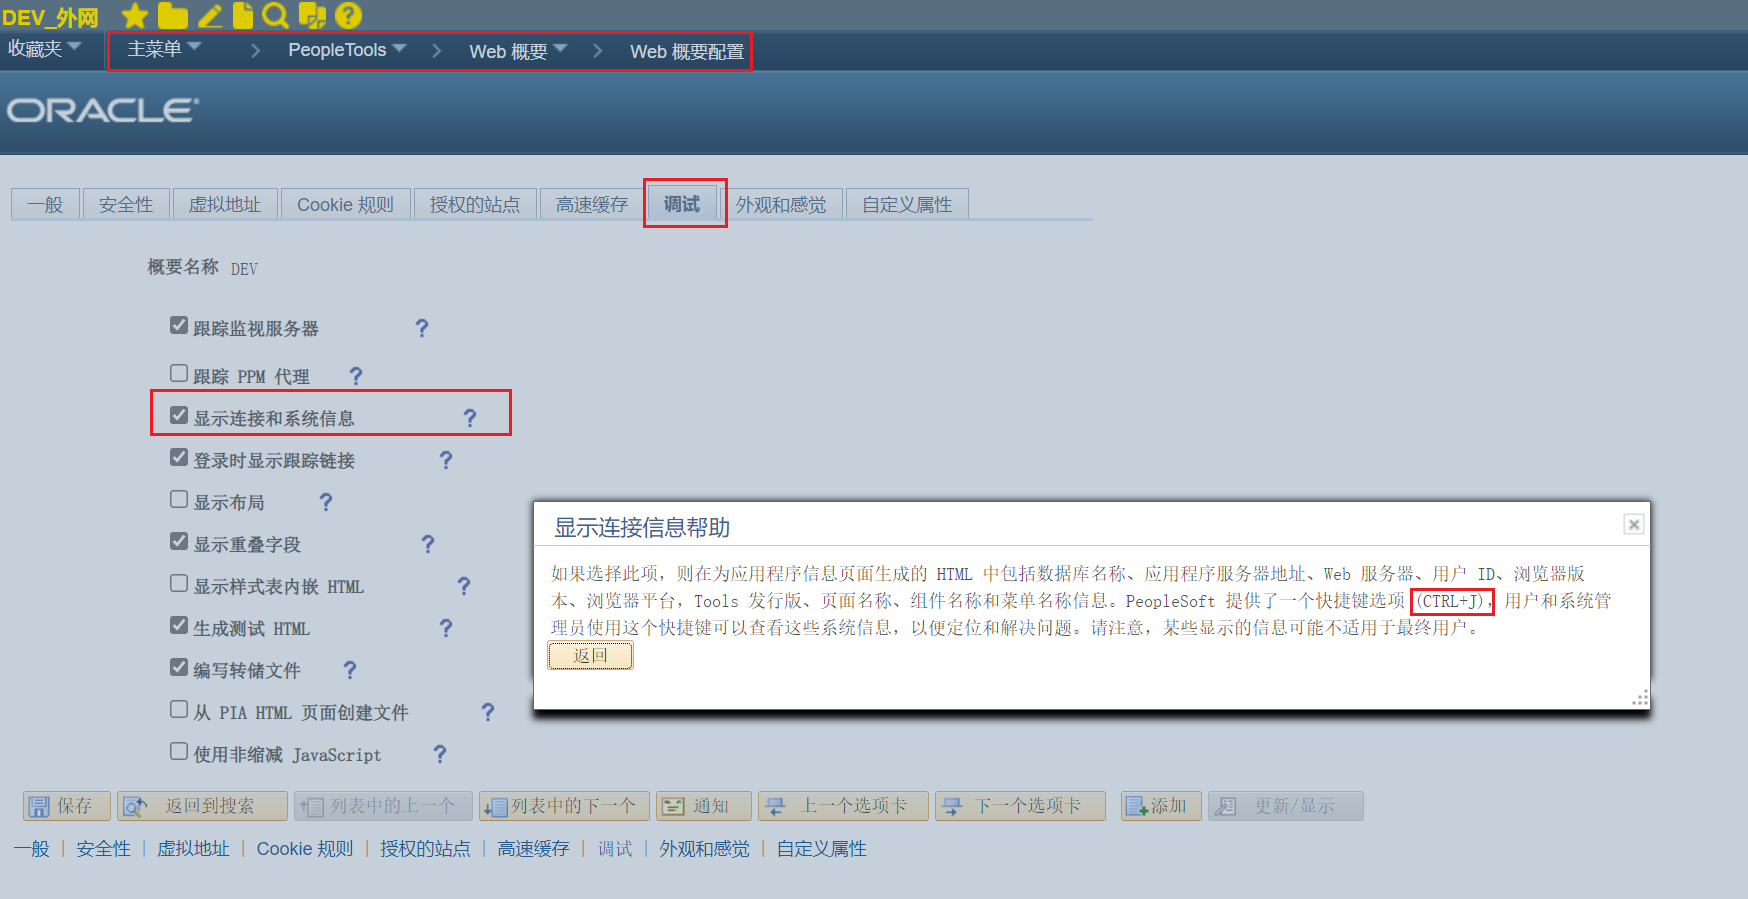 DEV_外网
收藏夹 主菜单 > PeopleTools > Web 概要 > Web 概要配置
ORACLE
一般 安全性 虚拟地址 Cookie 规则 授权的站点 高速缓存 调试 外观和感觉 自定义属性
概要名称 DEV
跟踪监视服务器 ?
跟踪 PPM 代理 ?
显示连接和系统信息 ?
登录时显示跟踪链接 ?
显示布局 ?
显示重叠字段 ?
显示样式表内嵌 HTML ?
生成测试 HTML ?
编写转储文件 ?
从 PIA HTML 页面创建文件 ?
使用非缩减 JavaScript ?
显示连接信息帮助
如果选择此项，则在为应用程序信息页面生成的 HTML 中包括数据库名称、应用程序服务器地址、Web 服务器、用户 ID、浏览器版
本、浏览器平台，Tools 发行版、页面名称、组件名称和菜单名称信息。PeopleSoft 提供了一个快捷键选项 (CTRL+J)，用户和系统管
理员使用这个快捷键可以查看这些系统信息，以便定位和解决问题。请注意，某些显示的信息可能不适用于最终用户。
返回
保存 返回到搜索 列表中的上一个 列表中的下一个 通知 上一个选项卡 下一个选项卡 添加 更新/显示
一般 | 安全性 | 虚拟地址 | Cookie 规则 | 授权的站点 | 高速缓存 | 调试 | 外观和感觉 | 自定义属性